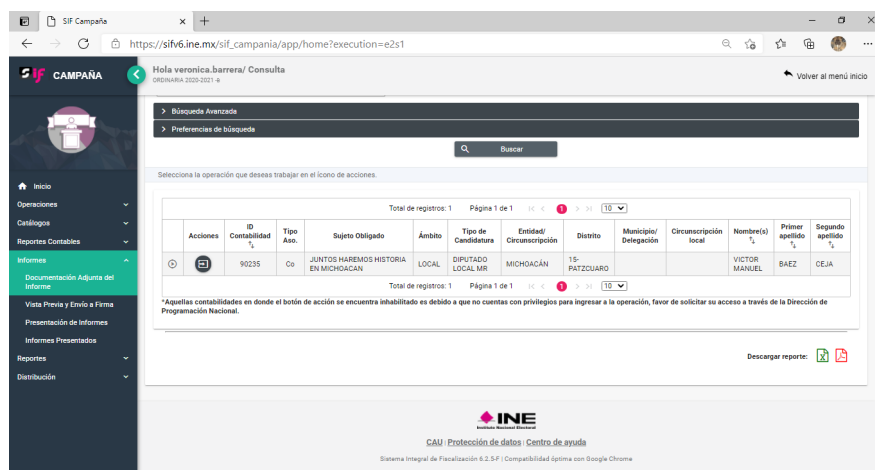 SIF Campaña
https://sifv6.ine.mx/sif_campania/app/home?execution=e2s1
SIF CAMPAÑA
Hola veronica.barrera/ Consulta
ORDINARIA 2020-2021 -e
Volver al menú inicio
Búsqueda Avanzada
Preferencias de búsqueda
Buscar
Selecciona la operación que deseas trabajar en el ícono de acciones.
Inicio
Operaciones
Catálogos
Reportes Contables
Informes
Documentación Adjunta del
Informe
Vista Previa y Envío a Firma
Presentación de Informes
Informes Presentados
Reportes
Distribución
Total de registros: 1 Página 1 de 1 1 10
Acciones ID Contabilidad Tipo Aso. Sujeto Obligado Ámbito Tipo de Candidatura Entidad/ Circunscripción Distrito Municipio/ Delegación Circunscripción local Nombre(s) Primer apellido Segundo apellido
90235 Co JUNTOS HAREMOS HISTORIA EN MICHOACAN LOCAL DIPUTADO LOCAL MR MICHOACÁN 15-PATZCUARO VICTOR MANUEL BAEZ CEJA
Total de registros: 1 Página 1 de 1 1 10
*Aquellas contabilidades en donde el botón de acción se encuentra inhabilitado es debido a que no cuentas con privilegios para ingresar a la operación, favor de solicitar su acceso a través de la Dirección de
Programación Nacional.
Descargar reporte:
INE
Instituto Nacional Electoral
CAU | Protección de datos | Centro de ayuda
Sistema Integral de Fiscalización 6.2.5-F | Compatibilidad óptima con Google Chrome